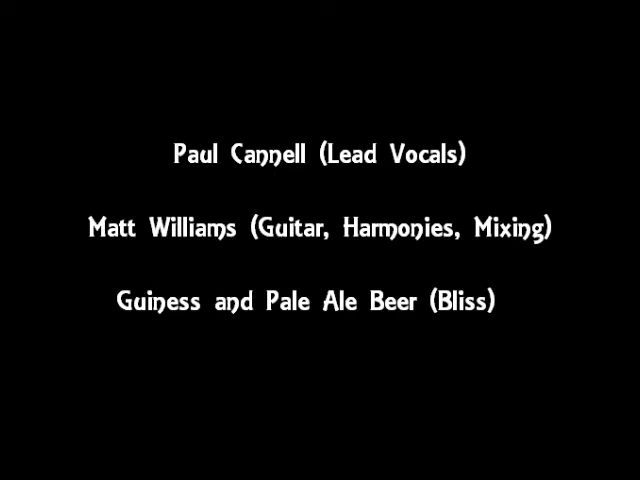 Paul Cannell (Lead Vocals)
Matt Williams (Guitar, Harmonies, Mixing)
Guiness and Pale Ale Beer (Bliss)